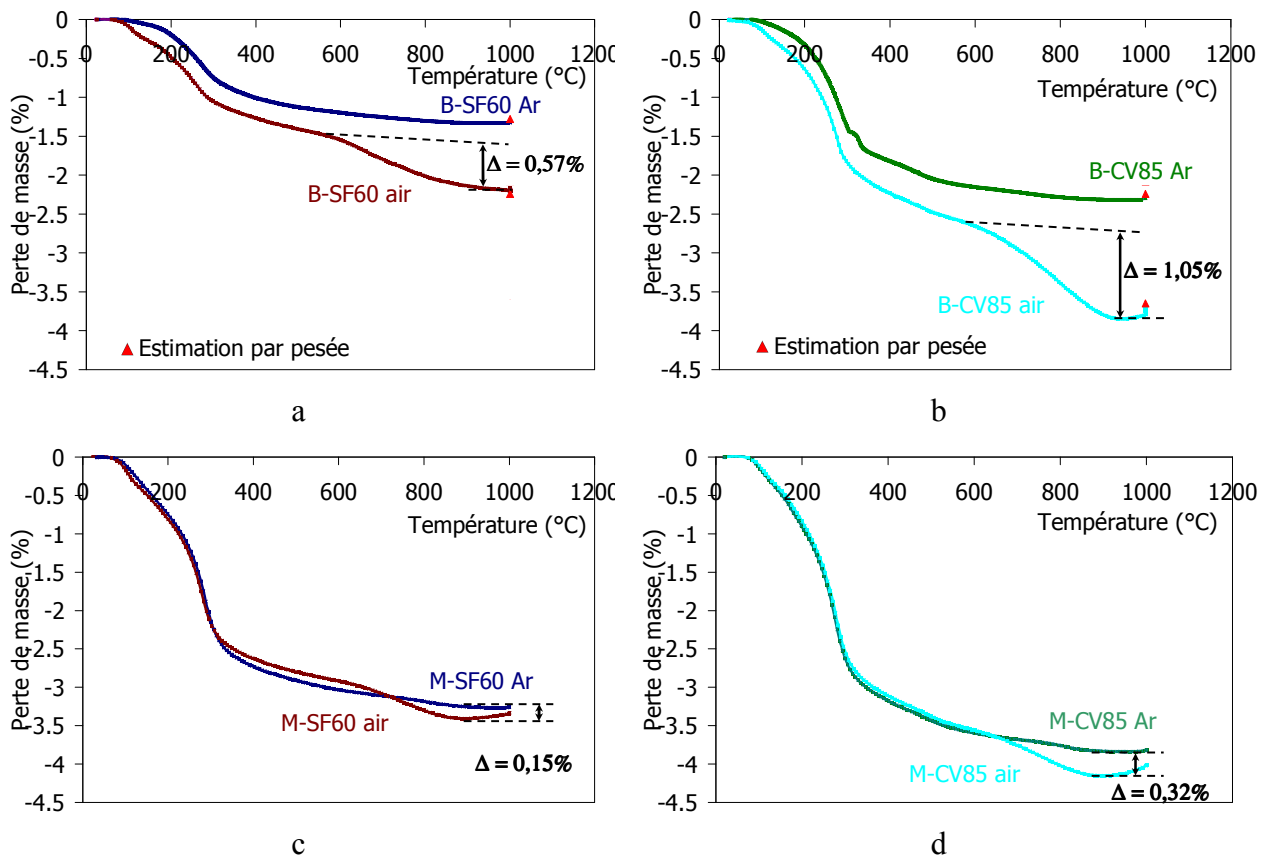 0
0 200 400 600 800 1000 1200
-0.5
-1
-1.5
-2
-2.5
-3
-3.5
-4
-4.5
Perte de masse (%)
Température (°C)
B-SF60 Ar
Δ = 0,57%
B-SF60 air
Estimation par pesée
a
0
0 200 400 600 800 1000 1200
-0.5
-1
-1.5
-2
-2.5
-3
-3.5
-4
-4.5
Perte de masse (%)
Température (°C)
B-CV85 Ar
Δ = 1,05%
B-CV85 air
Estimation par pesée
b
0
0 200 400 600 800 1000 1200
-0.5
-1
-1.5
-2
-2.5
-3
-3.5
-4
-4.5
Perte de masse (%)
Température (°C)
M-SF60 Ar
M-SF60 air
Δ = 0,15%
c
0
0 200 400 600 800 1000 1200
-0.5
-1
-1.5
-2
-2.5
-3
-3.5
-4
-4.5
Perte de masse (%)
Température (°C)
M-CV85 Ar
M-CV85 air
Δ = 0,32%
d